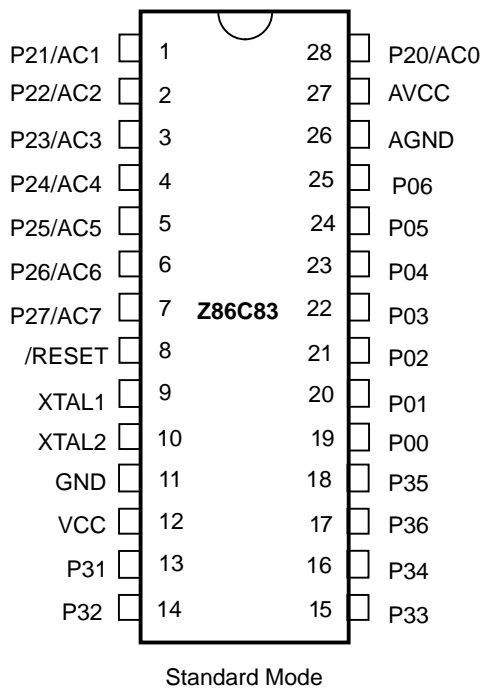 P21/AC1 1 28 P20/AC0
P22/AC2 2 27 AVCC
P23/AC3 3 26 AGND
P24/AC4 4 25 P06
P25/AC5 5 24 P05
P26/AC6 6 23 P04
P27/AC7 7 Z86C83 22 P03
/RESET 8 21 P02
XTAL1 9 20 P01
XTAL2 10 19 P00
GND 11 18 P35
VCC 12 17 P36
P31 13 16 P34
P32 14 15 P33
Standard Mode